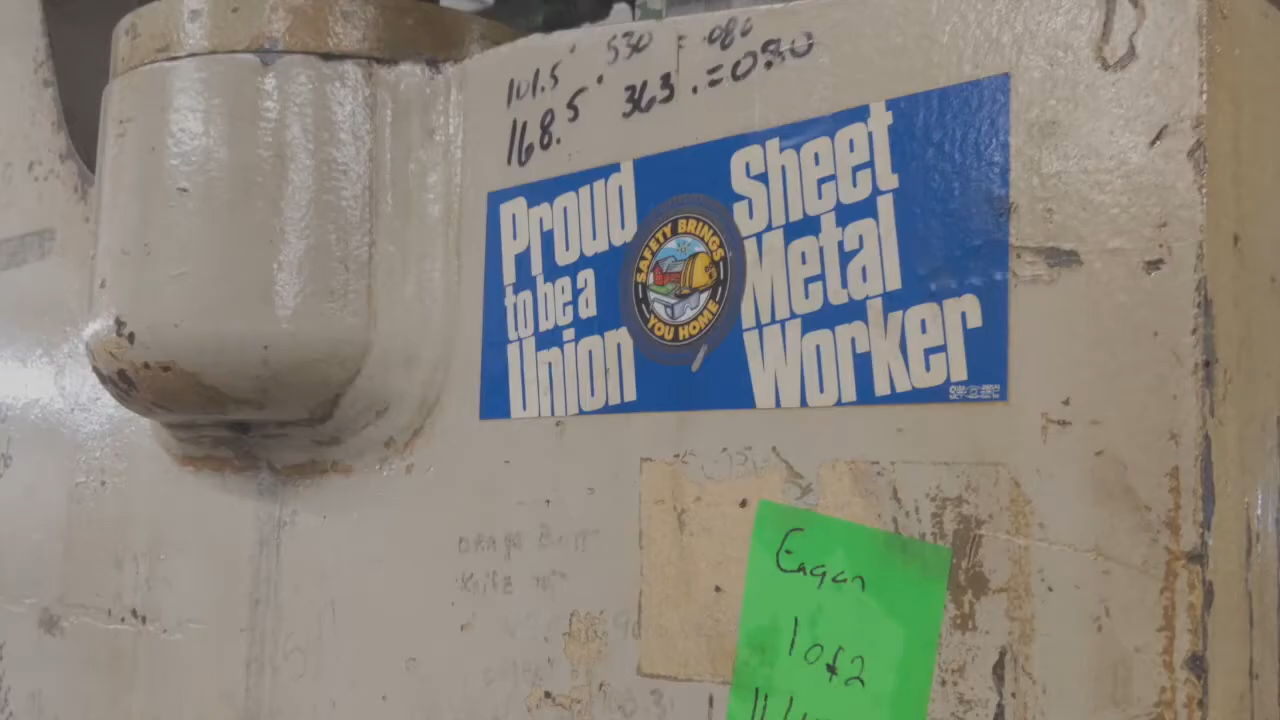 101.5 530 = .080
168.5 363 .=080
Proud
to be a
Union
SAFETY BRINGS
YOU HOME
Sheet
Metal
Worker
Eagan
1 of 2